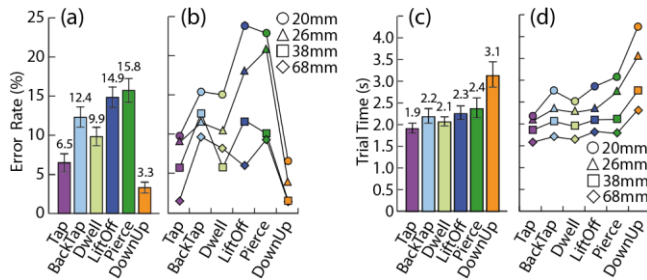 (a)
Error Rate (%)
25
20
15
10
5
0
6.5
12.4
9.9
14.9
15.8
3.3
Tap
BackTap
Dwell
LiftOff
Pierce
DownUp
(b)
20mm
26mm
38mm
68mm
Tap
BackTap
Dwell
LiftOff
Pierce
DownUp
(c)
Trial Time (s)
4.5
4.0
3.5
3.0
2.5
2.0
1.5
1.0
.5
0
1.9
2.2
2.1
2.3
2.4
3.1
Tap
BackTap
Dwell
LiftOff
Pierce
DownUp
(d)
20mm
26mm
38mm
68mm
Tap
BackTap
Dwell
LiftOff
Pierce
DownUp